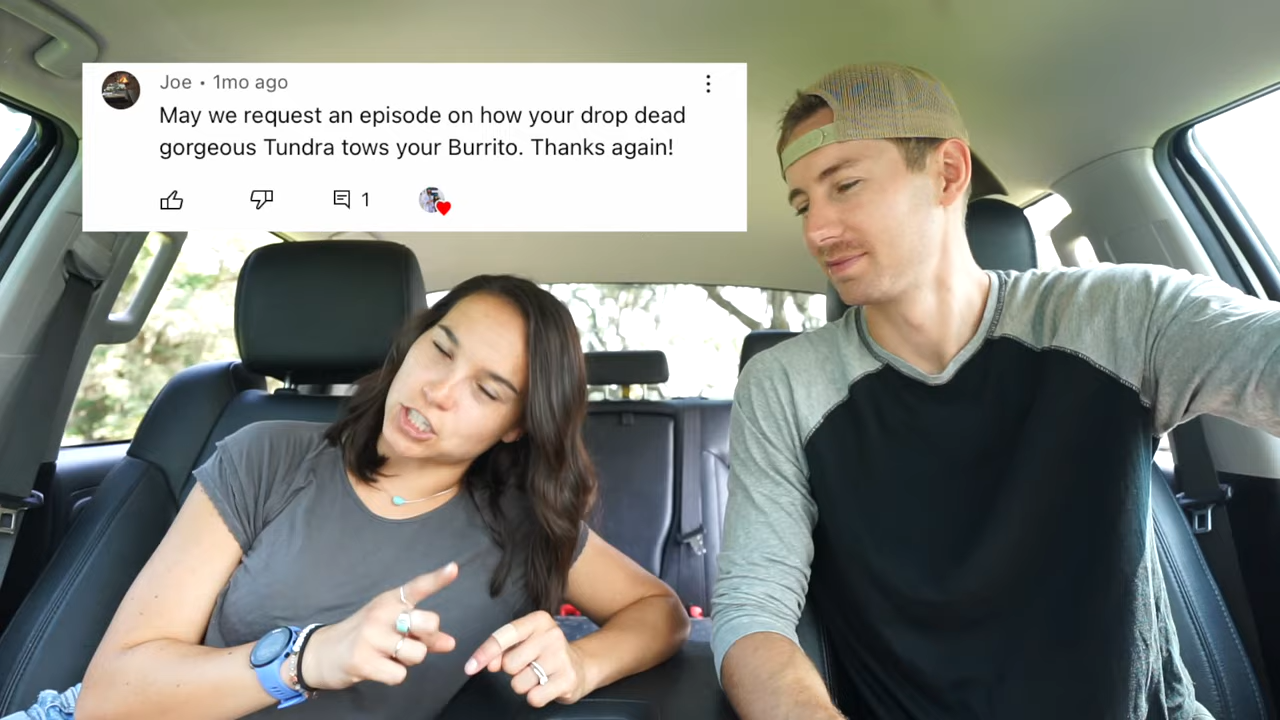 Joe • 1mo ago
May we request an episode on how your drop dead
gorgeous Tundra tows your Burrito. Thanks again!
1